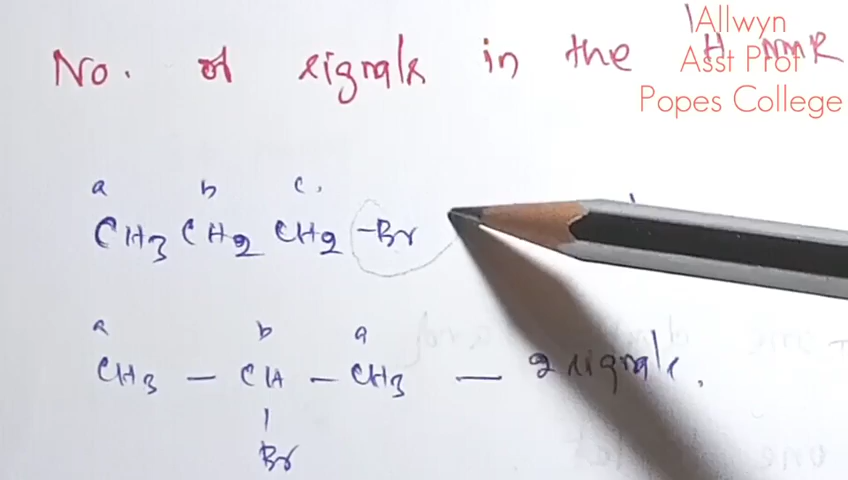 No. of signals in the 1H NMR
Allwyn
Asst Prof
Popes College
a b c.
CH3 CH2 CH2 -Br
a b a
CH3 - CH - CH3 - 2 signals.
|
Br